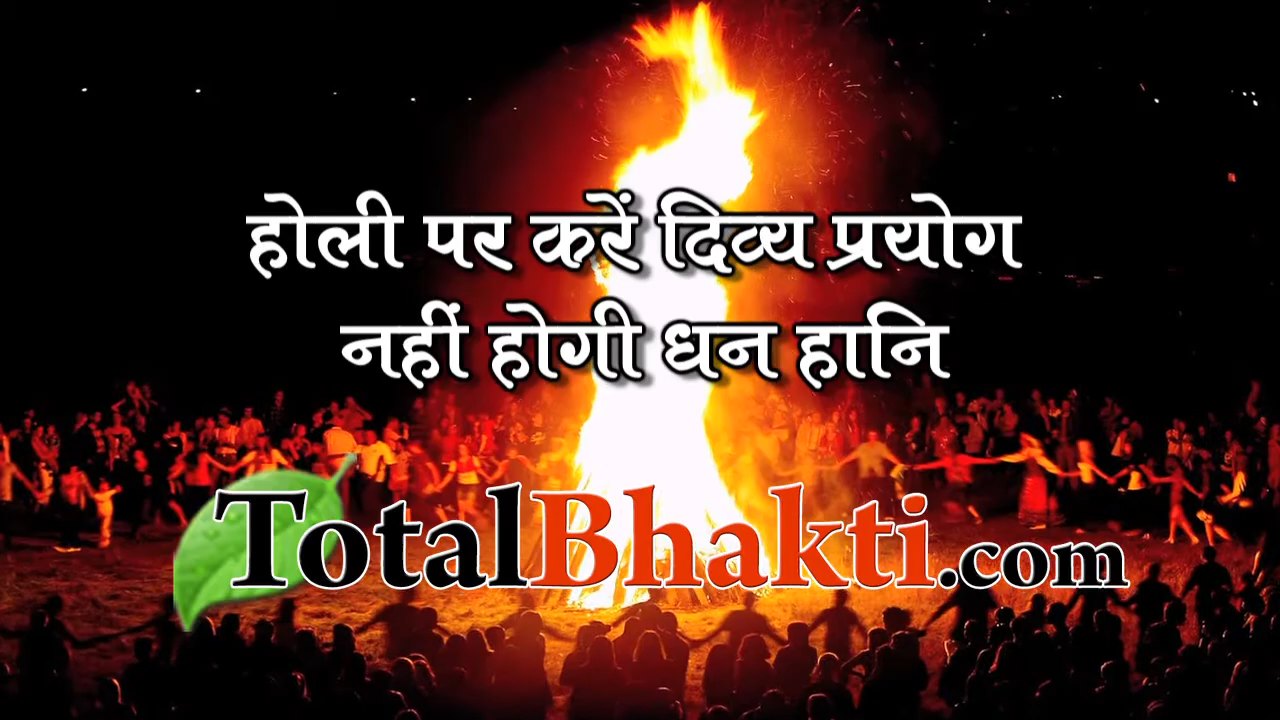 होली पर करें दिव्य प्रयोग
नहीं होगी धन हानि
TotalBhakti.com